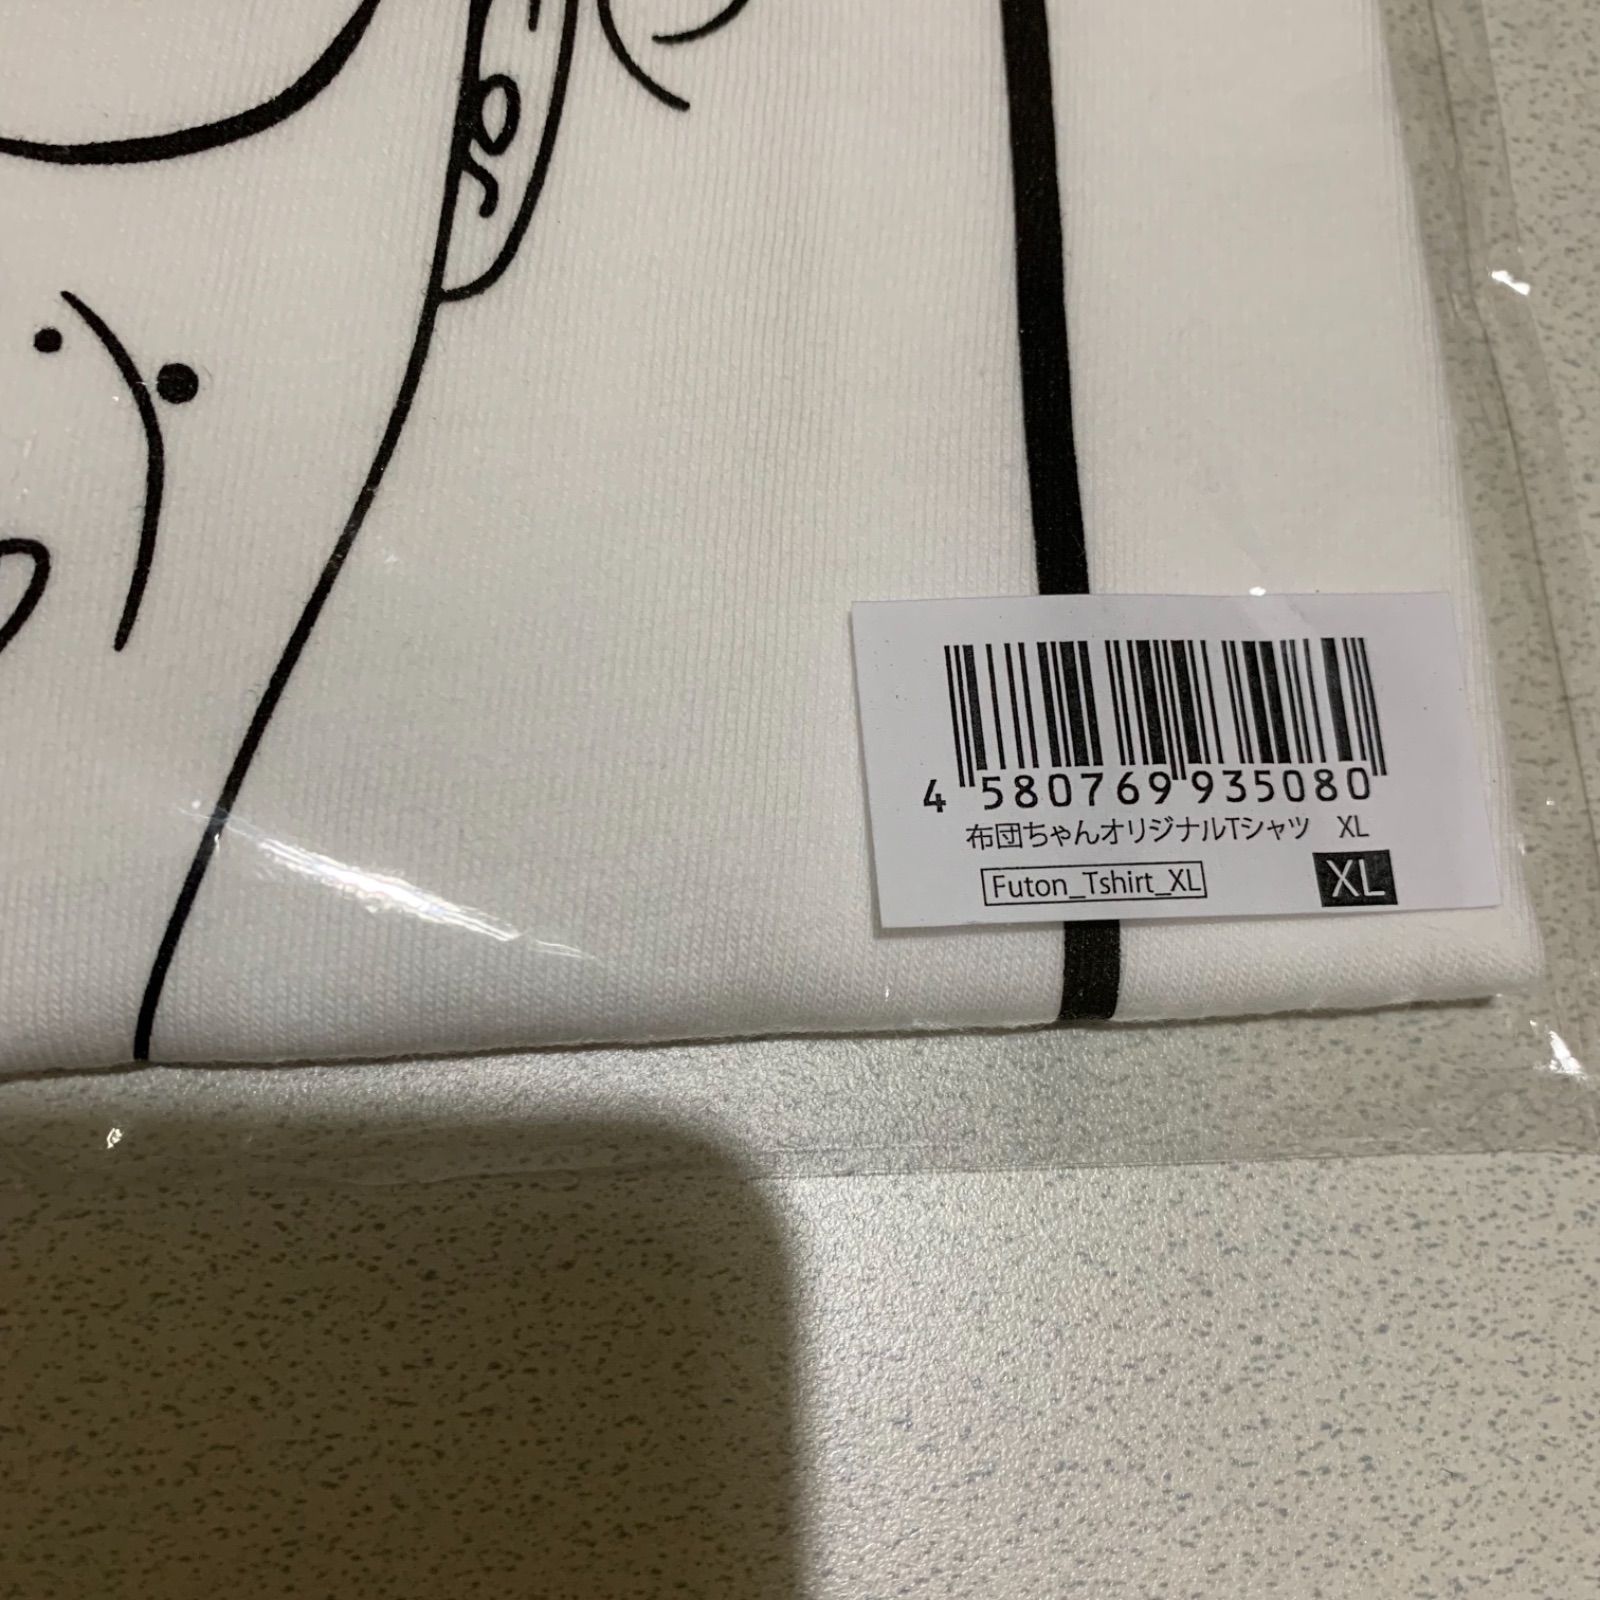 4 580769 935080
布団ちゃんオリジナルTシャツ XL
Futon_Tshirt_XL XL